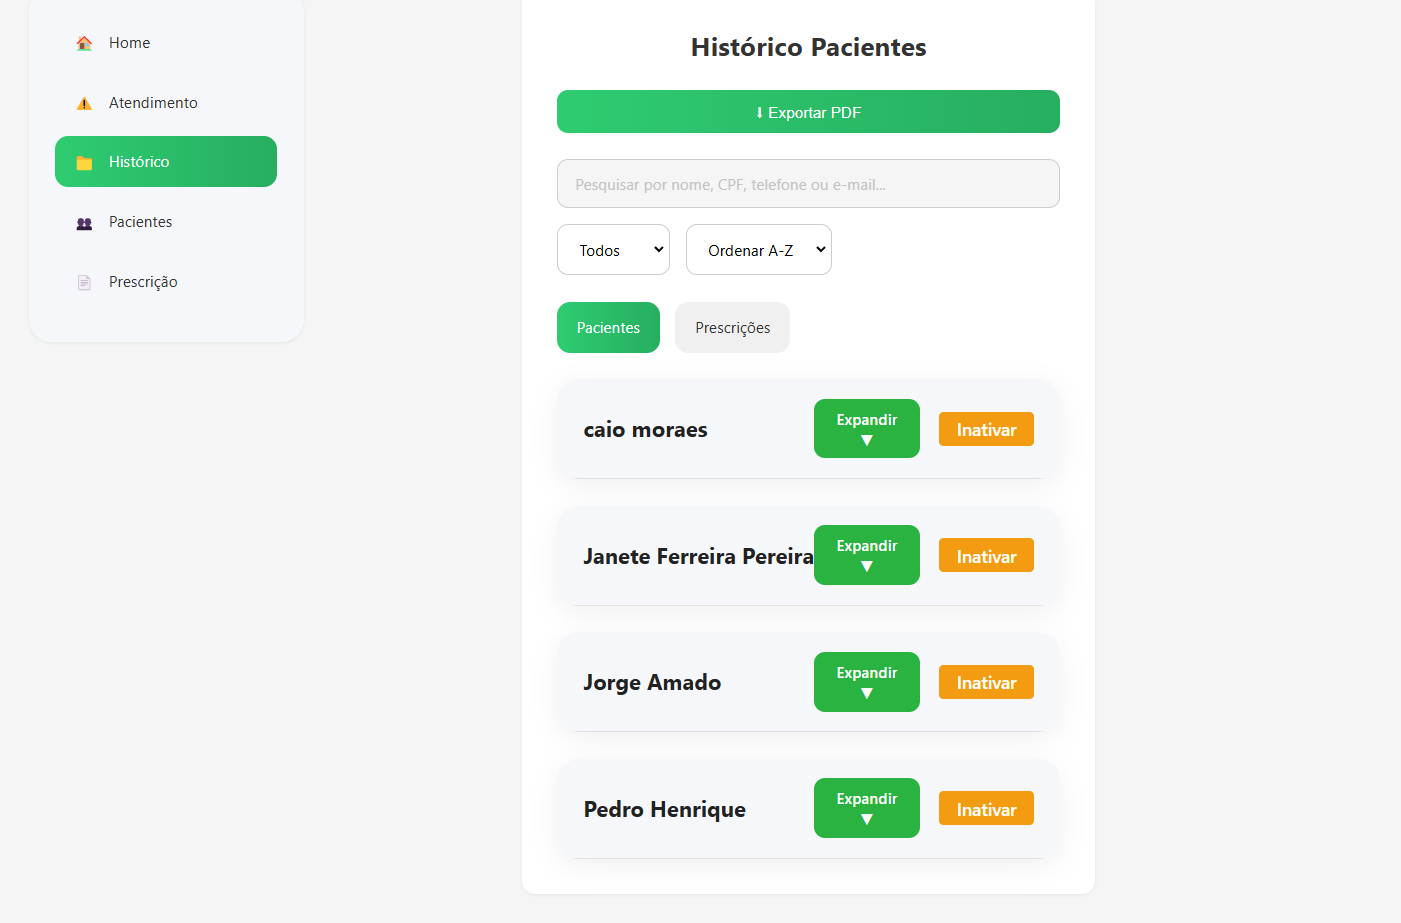 Home
Atendimento
Histórico
Pacientes
Prescrição
Histórico Pacientes
⬇ Exportar PDF
Pesquisar por nome, CPF, telefone ou e-mail...
Todos
Ordenar A-Z
Pacientes
Prescrições
caio moraes
Expandir
▼
Inativar
Janete Ferreira Pereira
Expandir
▼
Inativar
Jorge Amado
Expandir
▼
Inativar
Pedro Henrique
Expandir
▼
Inativar